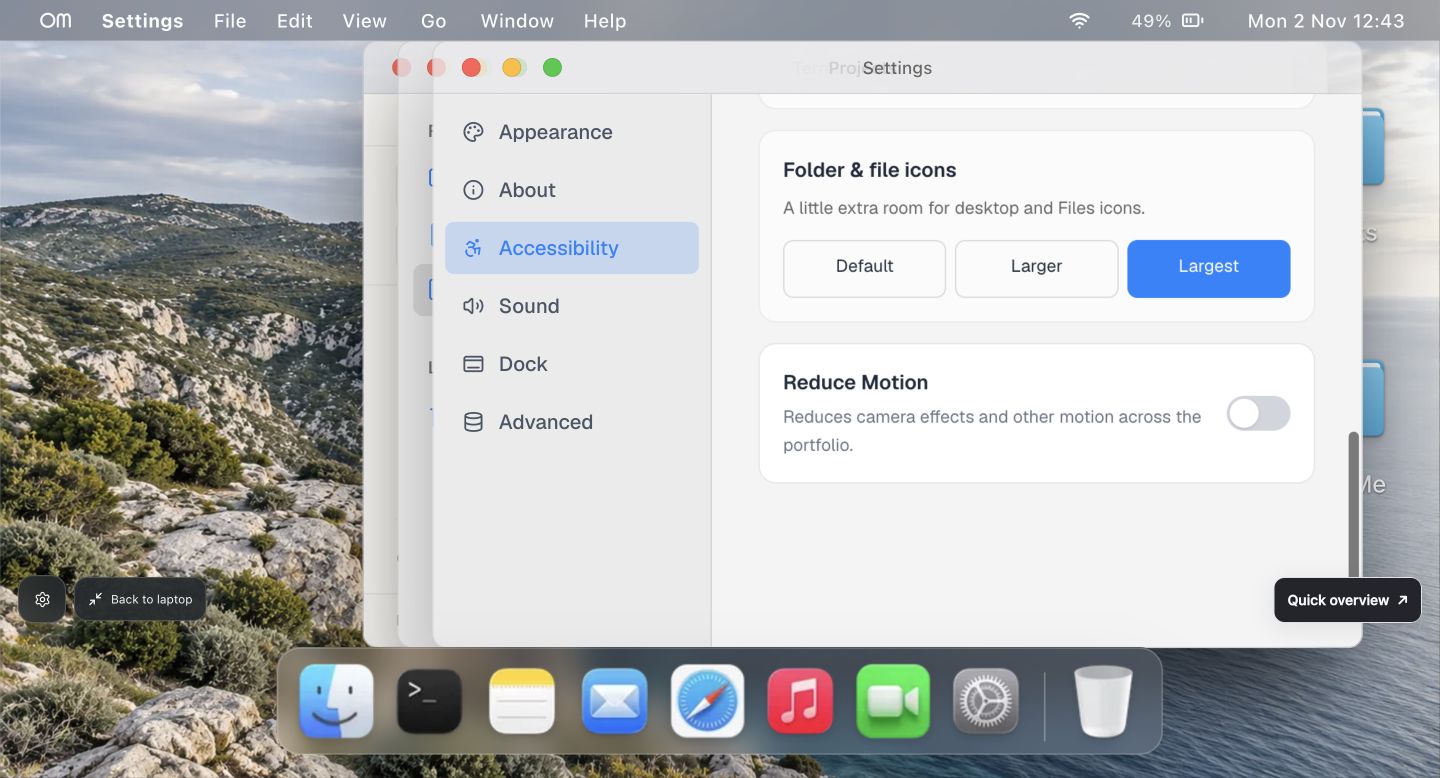 OM Settings File Edit View Go Window Help 49% Mon 2 Nov 12:43
Settings
Appearance
About
Accessibility
Sound
Dock
Advanced
Folder & file icons
A little extra room for desktop and Files icons.
Default Larger Largest
Reduce Motion
Reduces camera effects and other motion across the
portfolio.
Me
Back to laptop
Quick overview